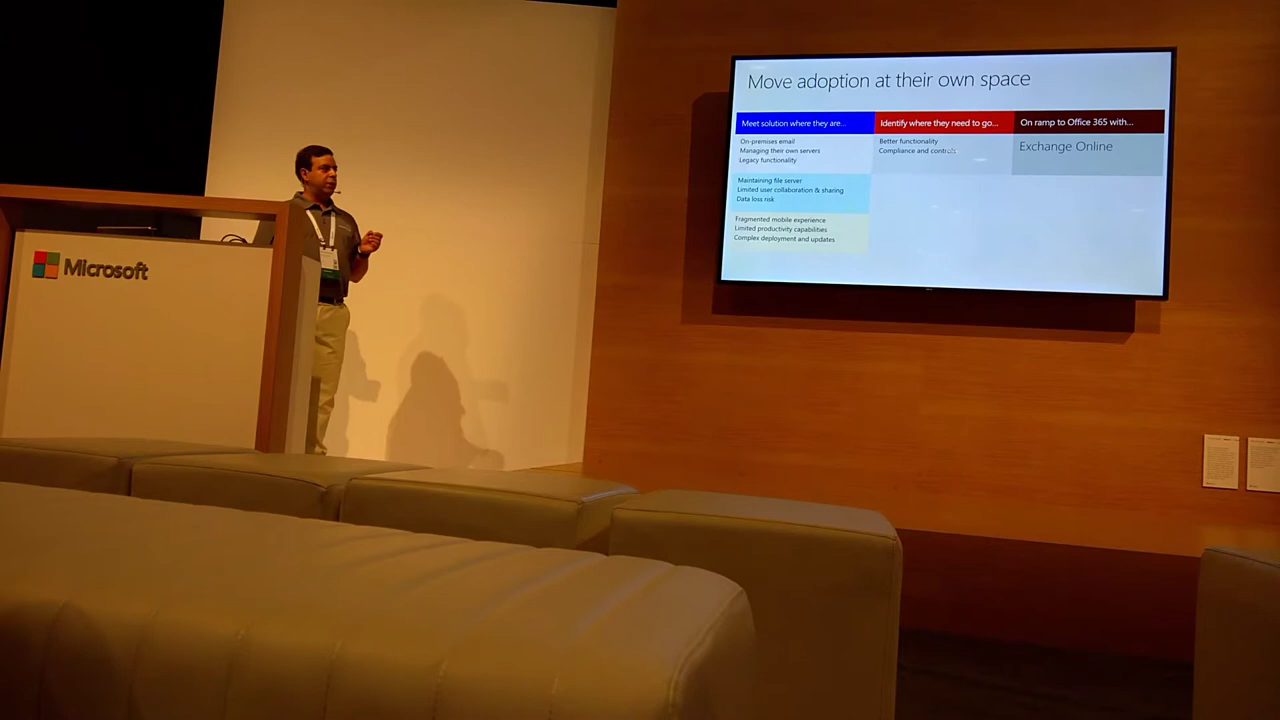 Microsoft
Move adoption at their own space
Meet solution where they are...
Identify where they need to go...
On ramp to Office 365 with...
On-premises email
Managing their own servers
Legacy functionality
Better functionality
Compliance and controls
Exchange Online
Maintaining file server
Limited user collaboration & sharing
Data loss risk
Fragmented mobile experience
Limited productivity capabilities
Complex deployment and updates